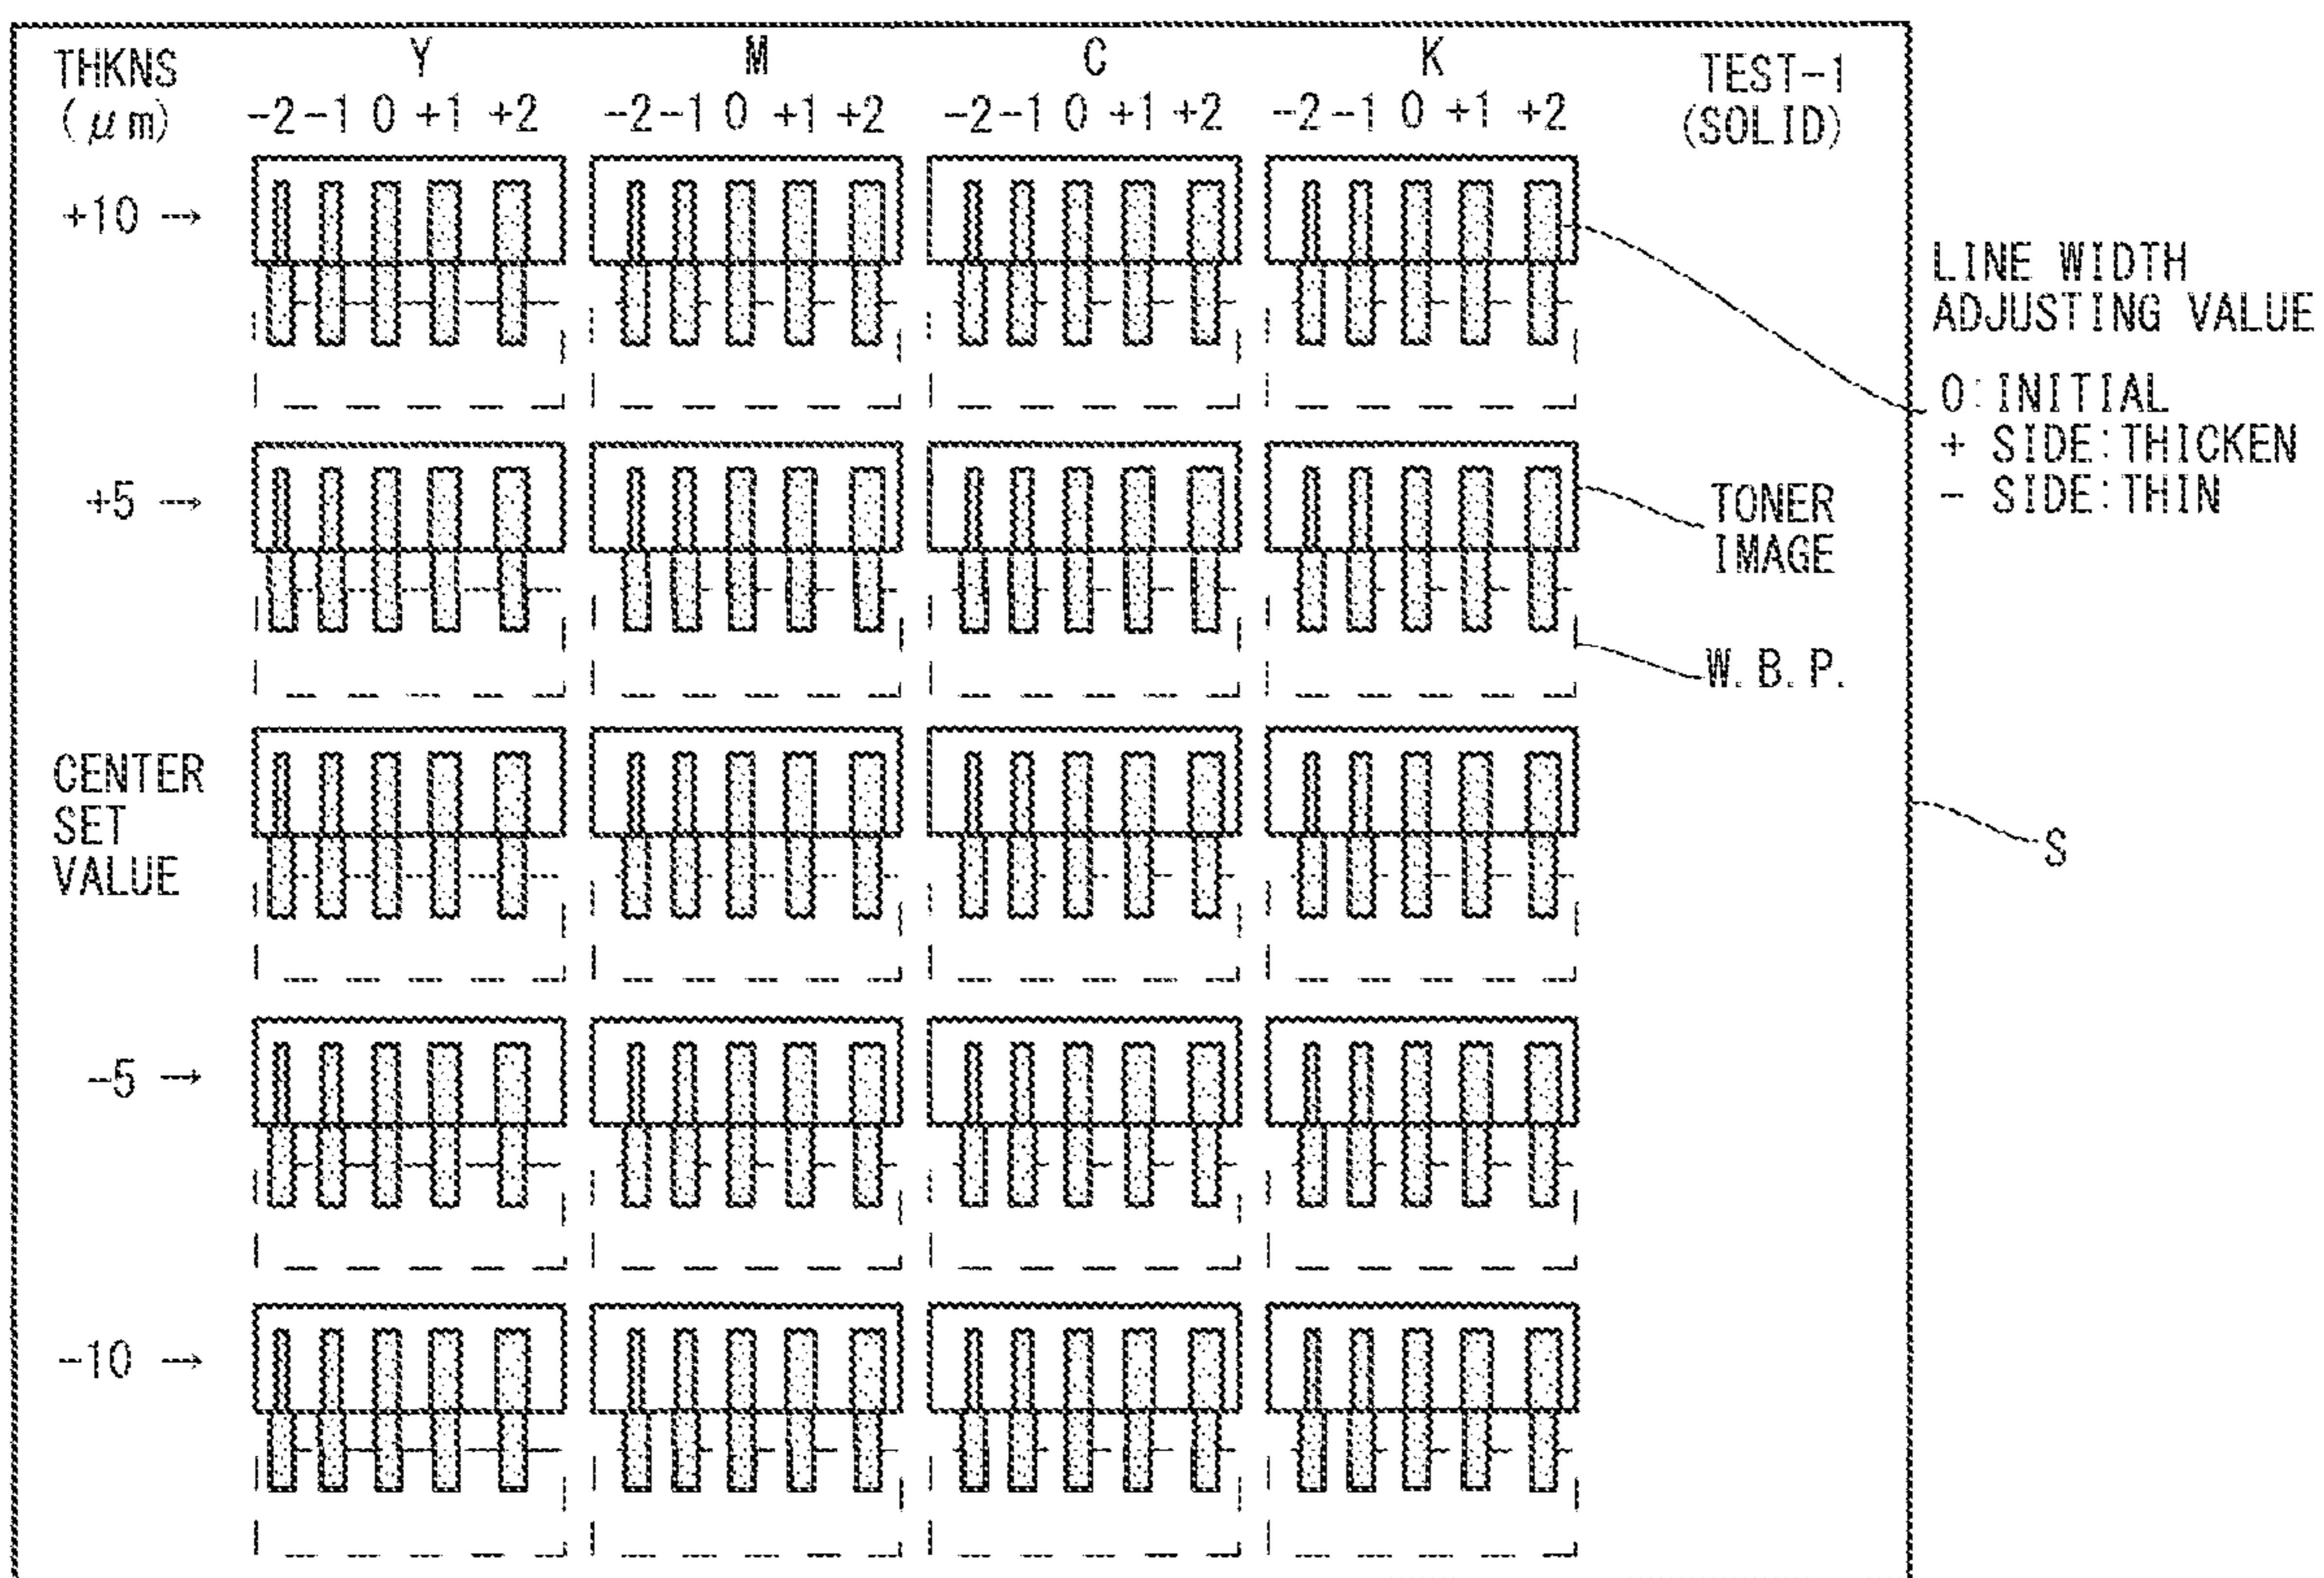 THKNS
(μm)
Y M C K
-2 -1 0 +1 +2 -2 -1 0 +1 +2 -2 -1 0 +1 +2 -2 -1 0 +1 +2
TEST-1
(SOLID)
+10 →
LINE WIDTH
ADJUSTING VALUE
0:INITIAL
+ SIDE:THICKEN
- SIDE:THIN
+5 →
TONER
IMAGE
W.B.P.
CENTER
SET
VALUE
S
-5 →
-10 →